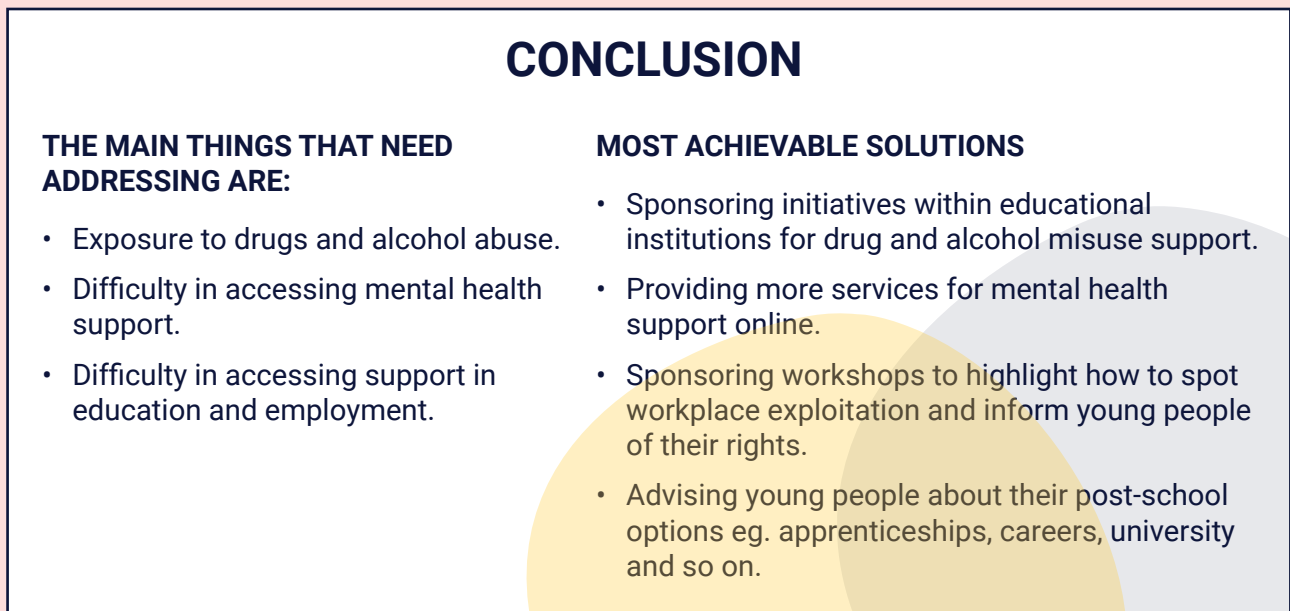 CONCLUSION
THE MAIN THINGS THAT NEED
ADDRESSING ARE:
• Exposure to drugs and alcohol abuse.
• Difficulty in accessing mental health
support.
• Difficulty in accessing support in
education and employment.
MOST ACHIEVABLE SOLUTIONS
• Sponsoring initiatives within educational
institutions for drug and alcohol misuse support.
• Providing more services for mental health
support online.
• Sponsoring workshops to highlight how to spot
workplace exploitation and inform young people
of their rights.
• Advising young people about their post-school
options eg. apprenticeships, careers, university
and so on.